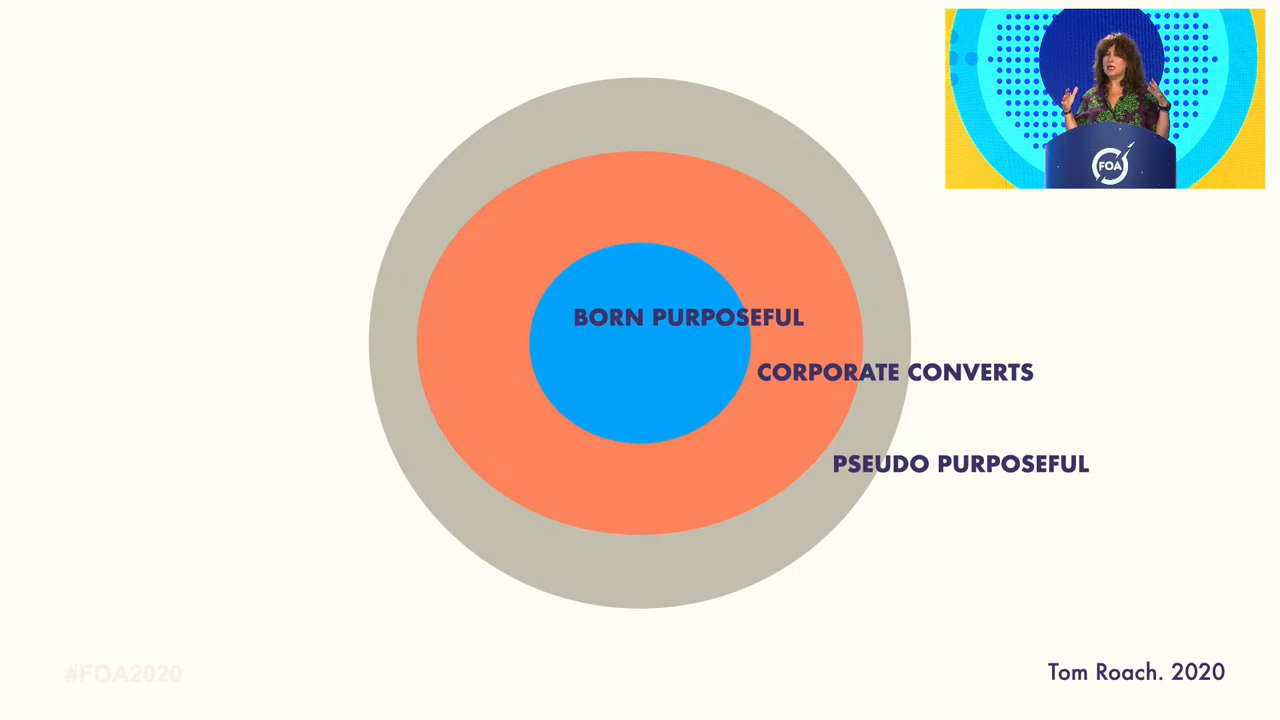 FOA
BORN PURPOSEFUL
CORPORATE CONVERTS
PSEUDO PURPOSEFUL
#FOA2020
Tom Roach. 2020